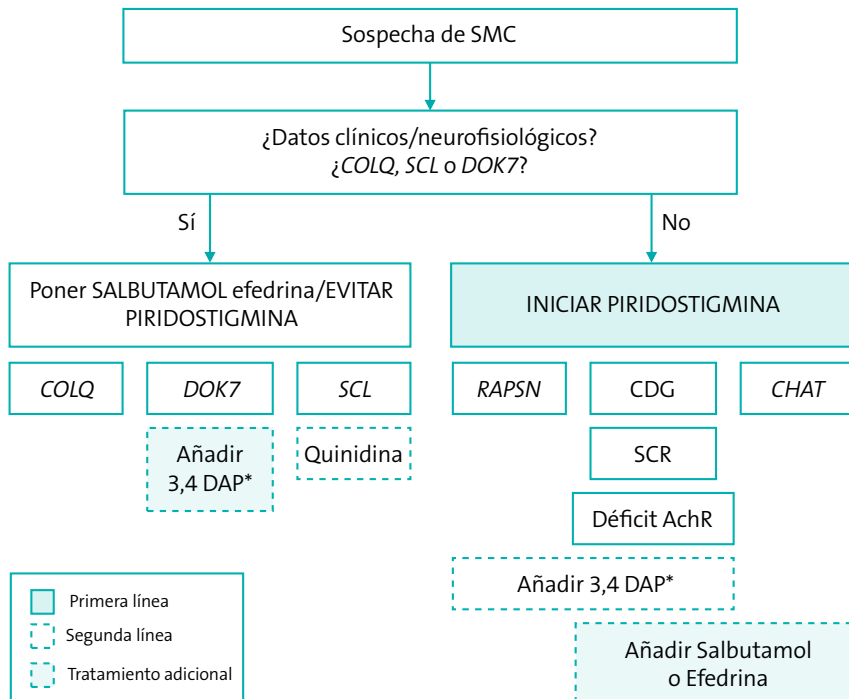 Sospecha de SMC
¿Datos clínicos/neurofisiológicos?
¿COLQ, SCL o DOK7?
Sí
No
Poner SALBUTAMOL efedrina/EVITAR
PIRIDOSTIGMINA
INICIAR PIRIDOSTIGMINA
COLQ
DOK7
SCL
RAPSN
CDG
CHAT
Añadir
3,4 DAP*
Quinidina
SCR
Déficit AchR
Añadir 3,4 DAP*
Añadir Salbutamol
o Efedrina
Primera línea
Segunda línea
Tratamiento adicional